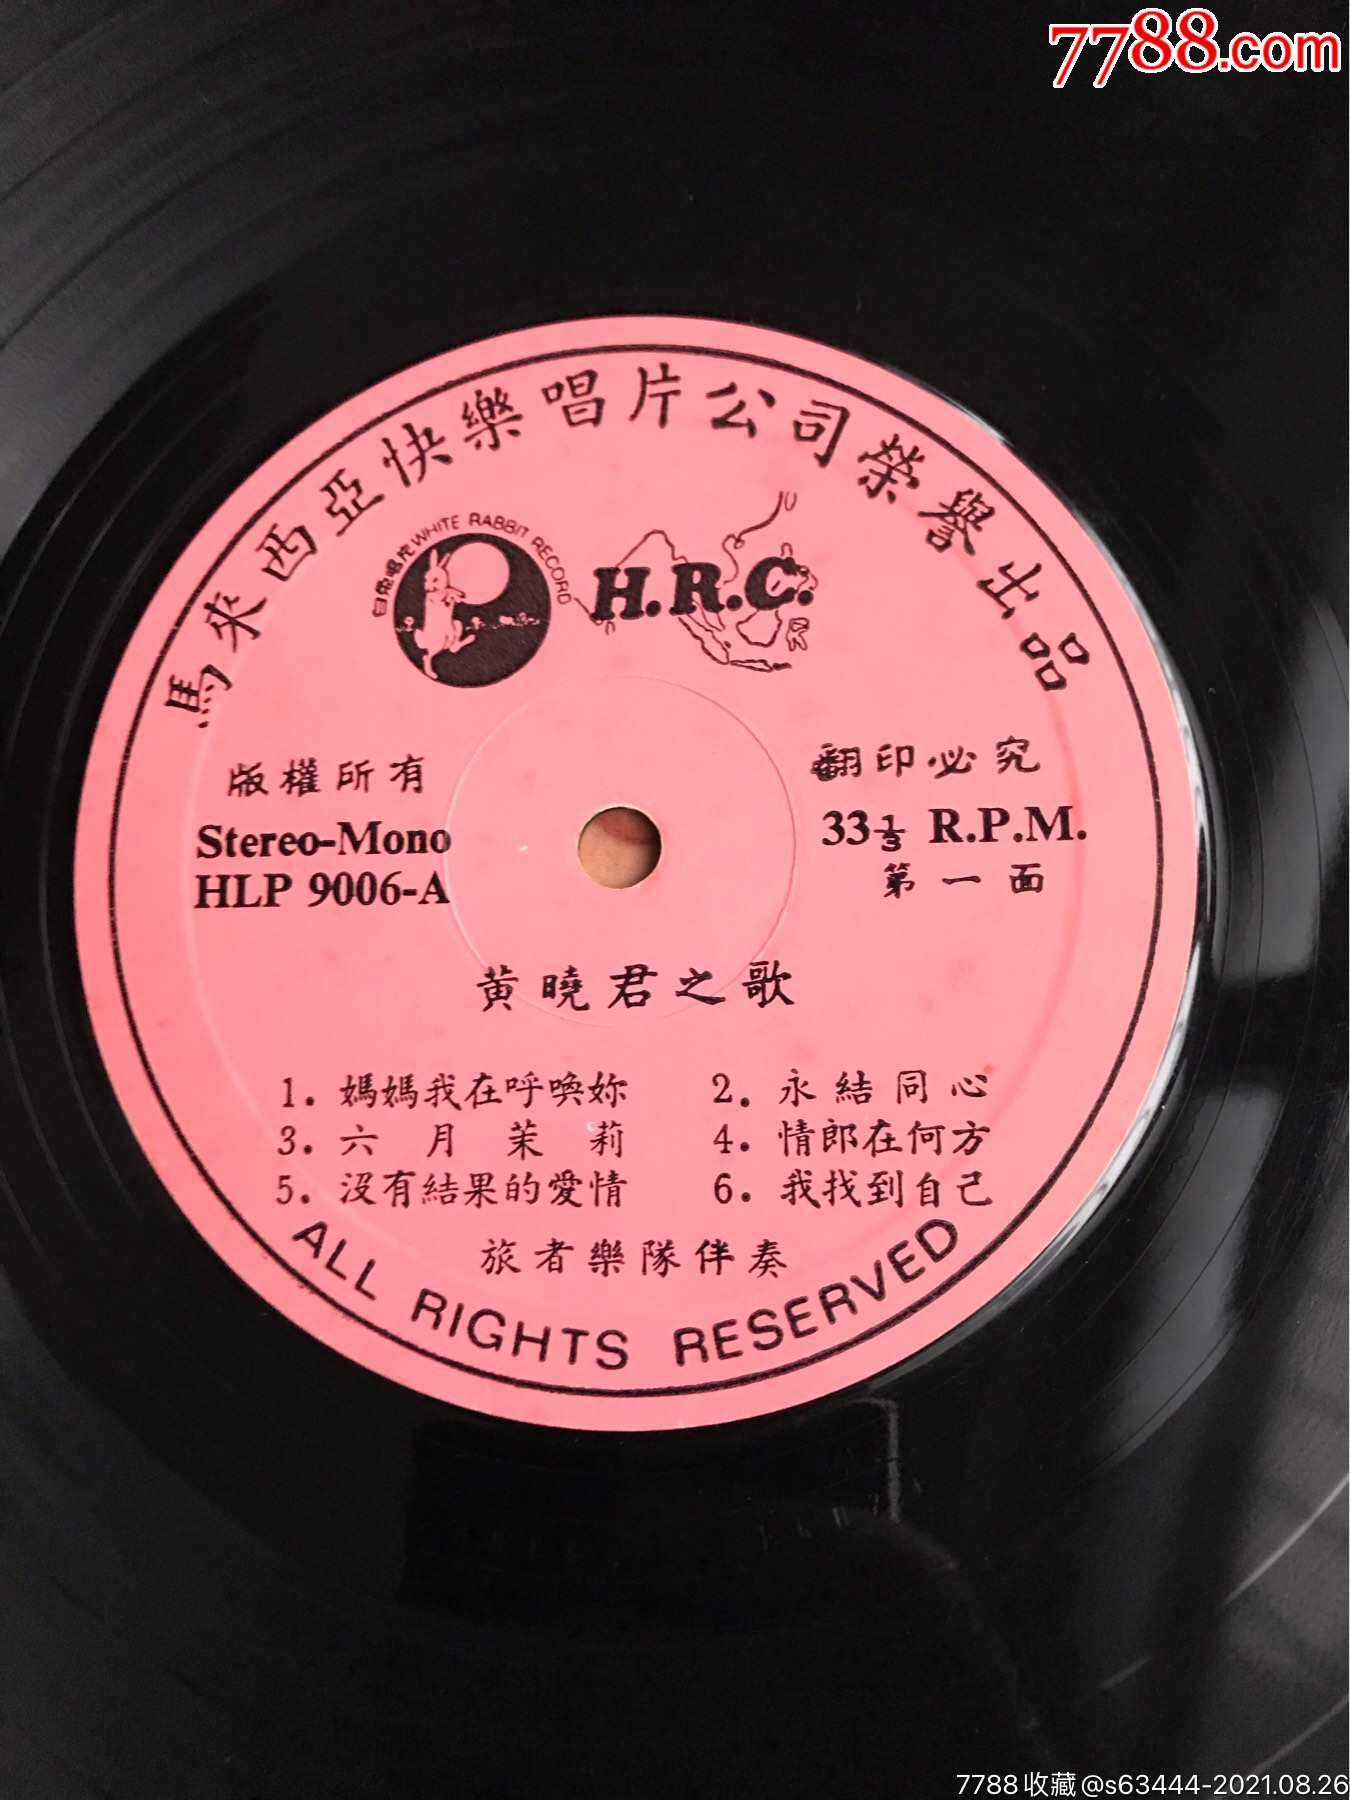 7788.com
馬來西亞快樂唱片公司榮譽出品
白兔唱片 WHITE RABBIT RECORD
H.R.C.
版權所有
翻印必究
Stereo-Mono
33⅓ R.P.M.
HLP 9006-A
第一面
黃曉君之歌
1. 媽媽我在呼喚妳 2. 永結同心
3. 六月茉莉 4. 情郎在何方
5. 沒有結果的愛情 6. 我找到自己
旅者樂隊伴奏
ALL RIGHTS RESERVED
7788收藏@s63444-2021.08.26